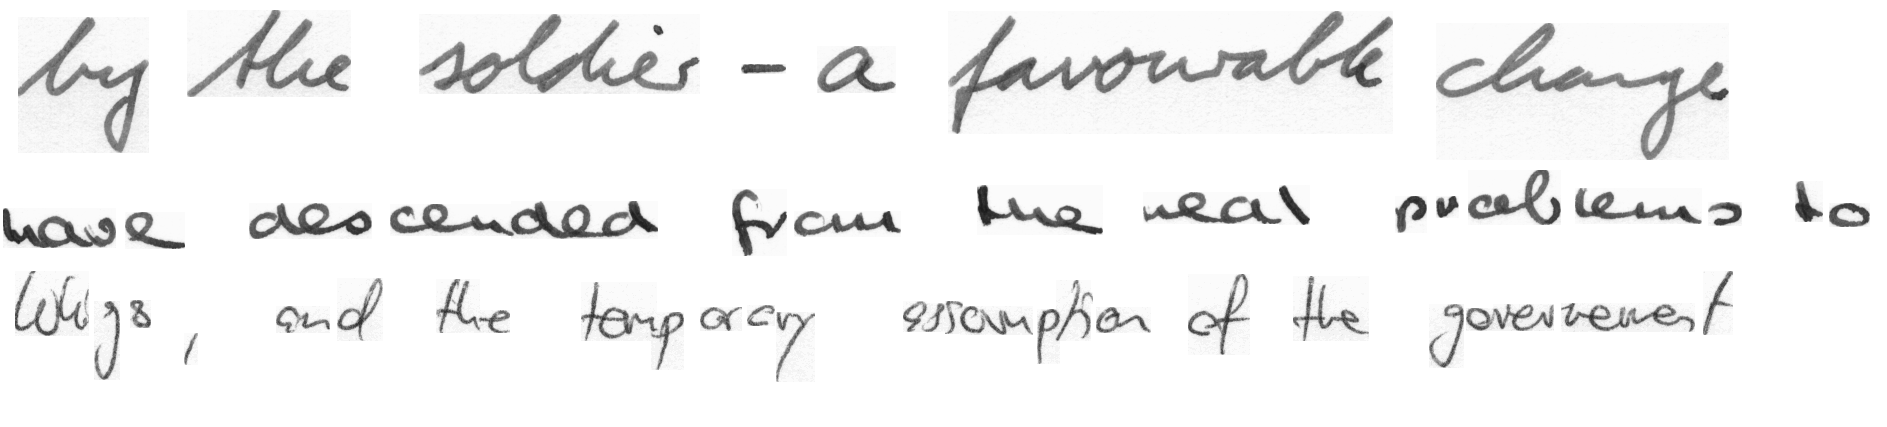 by the soldier - a favourable change
have descended from the real problems to
Whigs, and the temporary assumption of the government